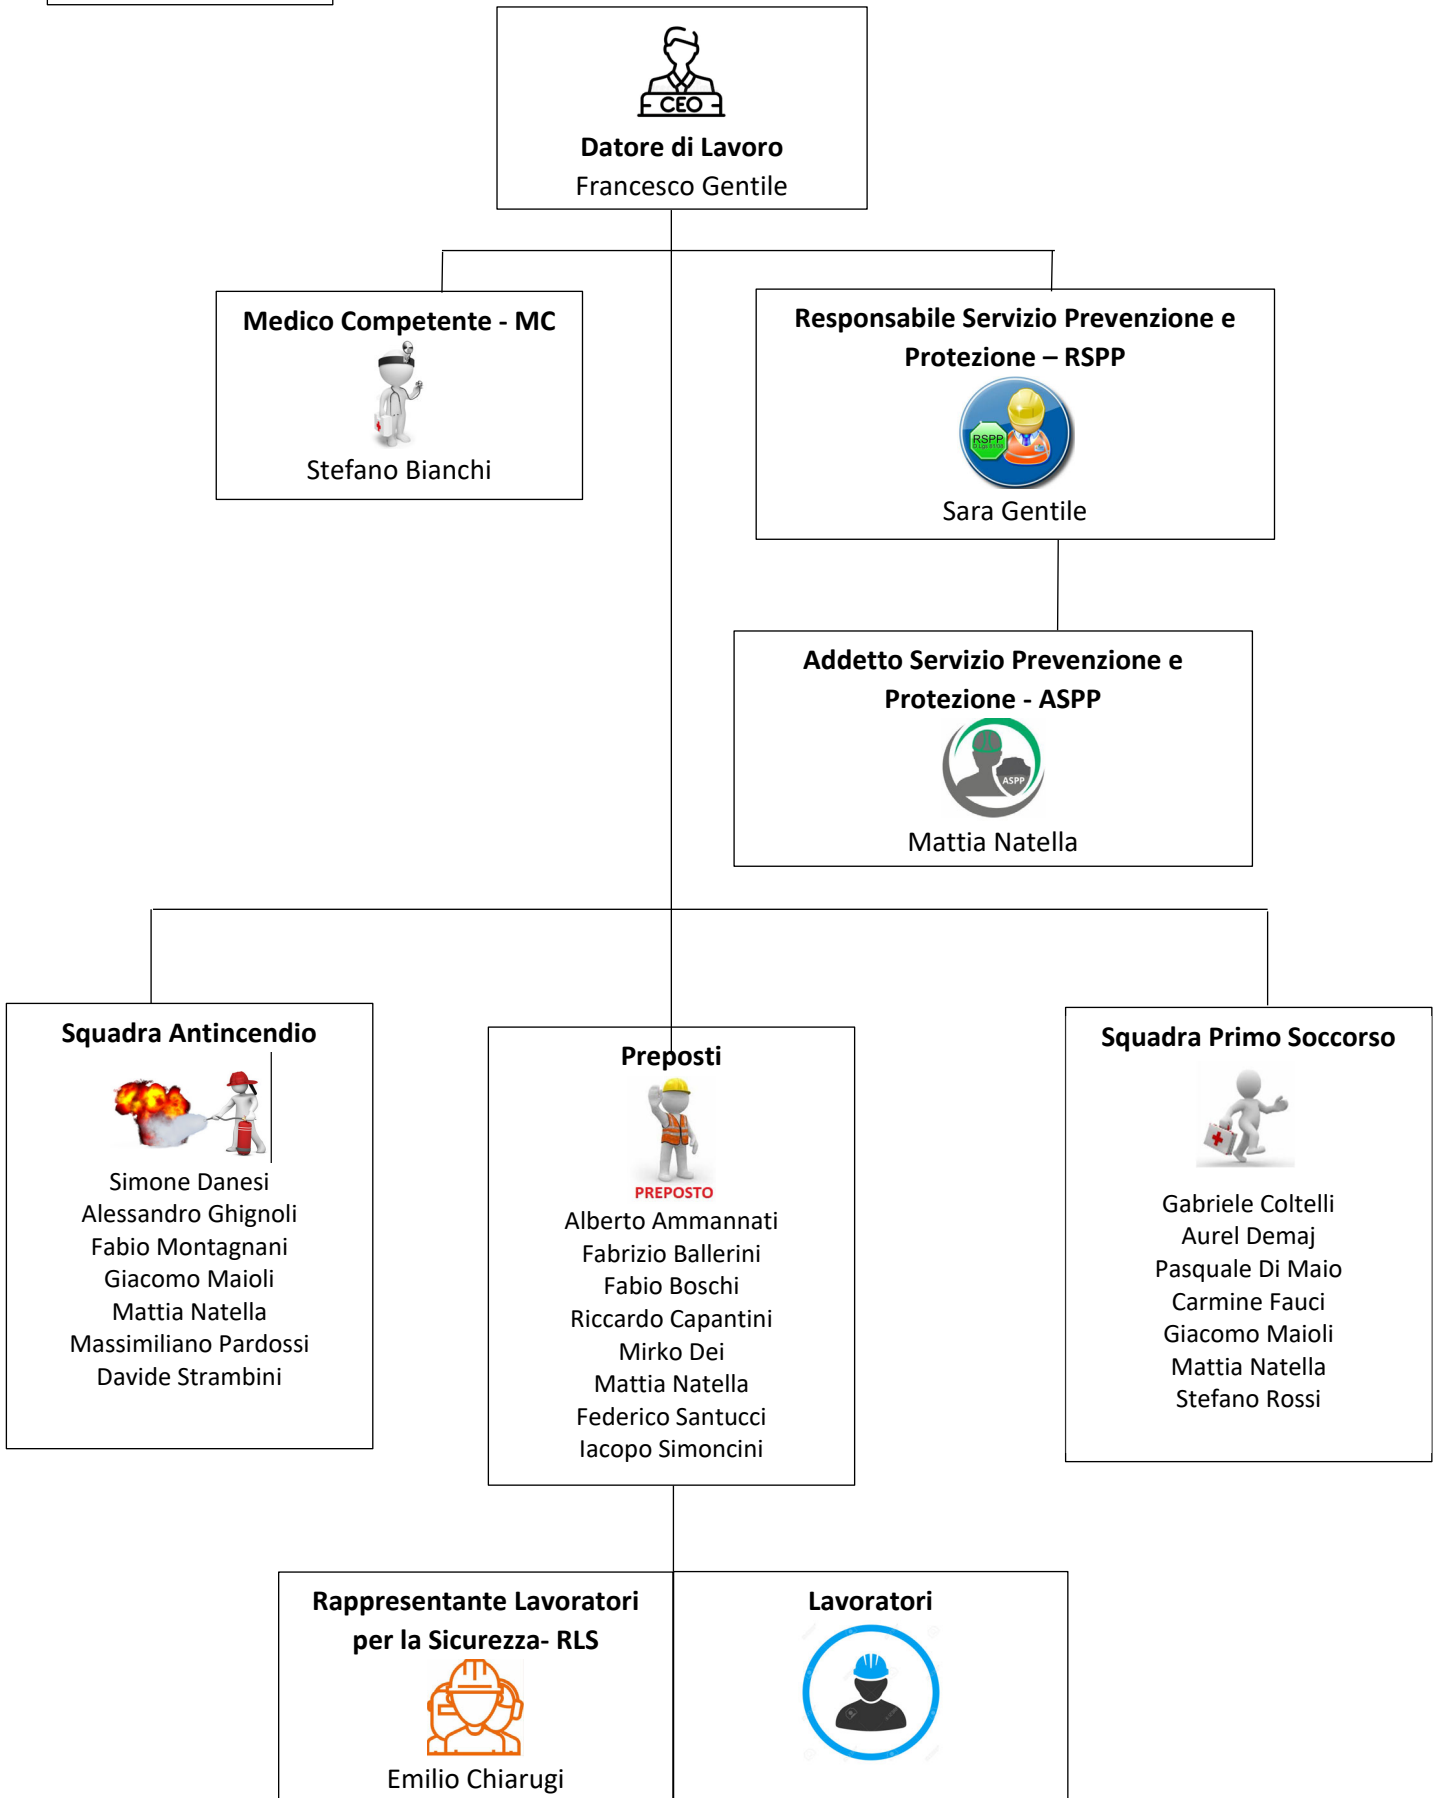 CEO
Datore di Lavoro
Francesco Gentile
Medico Competente - MC
Stefano Bianchi
Responsabile Servizio Prevenzione e
Protezione – RSPP
RSPP
Sara Gentile
Addetto Servizio Prevenzione e
Protezione - ASPP
ASPP
Mattia Natella
Squadra Antincendio
Simone Danesi
Alessandro Ghignoli
Fabio Montagnani
Giacomo Maioli
Mattia Natella
Massimiliano Pardossi
Davide Strambini
Preposti
PREPOSTO
Alberto Ammannati
Fabrizio Ballerini
Fabio Boschi
Riccardo Capantini
Mirko Dei
Mattia Natella
Federico Santucci
Iacopo Simoncini
Squadra Primo Soccorso
Gabriele Coltelli
Aurel Demaj
Pasquale Di Maio
Carmine Fauci
Giacomo Maioli
Mattia Natella
Stefano Rossi
Rappresentante Lavoratori
per la Sicurezza- RLS
Emilio Chiarugi
Lavoratori